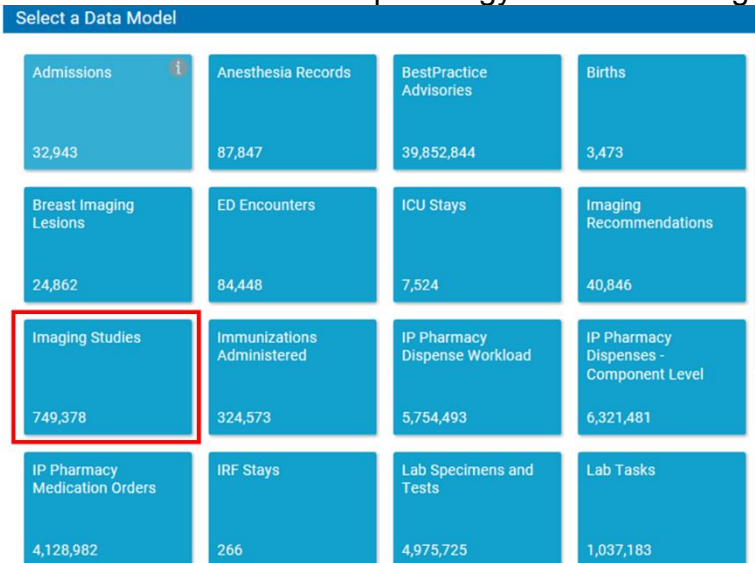 Select a Data Model
Admissions
i
Anesthesia Records
BestPractice
Advisories
Births
32,943
87,847
39,852,844
3,473
Breast Imaging
Lesions
ED Encounters
ICU Stays
Imaging
Recommendations
24,862
84,448
7,524
40,846
Imaging Studies
Immunizations
Administered
IP Pharmacy
Dispense Workload
IP Pharmacy
Dispenses -
Component Level
749,378
324,573
5,754,493
6,321,481
IP Pharmacy
Medication Orders
IRF Stays
Lab Specimens and
Tests
Lab Tasks
4,128,982
266
4,975,725
1,037,183